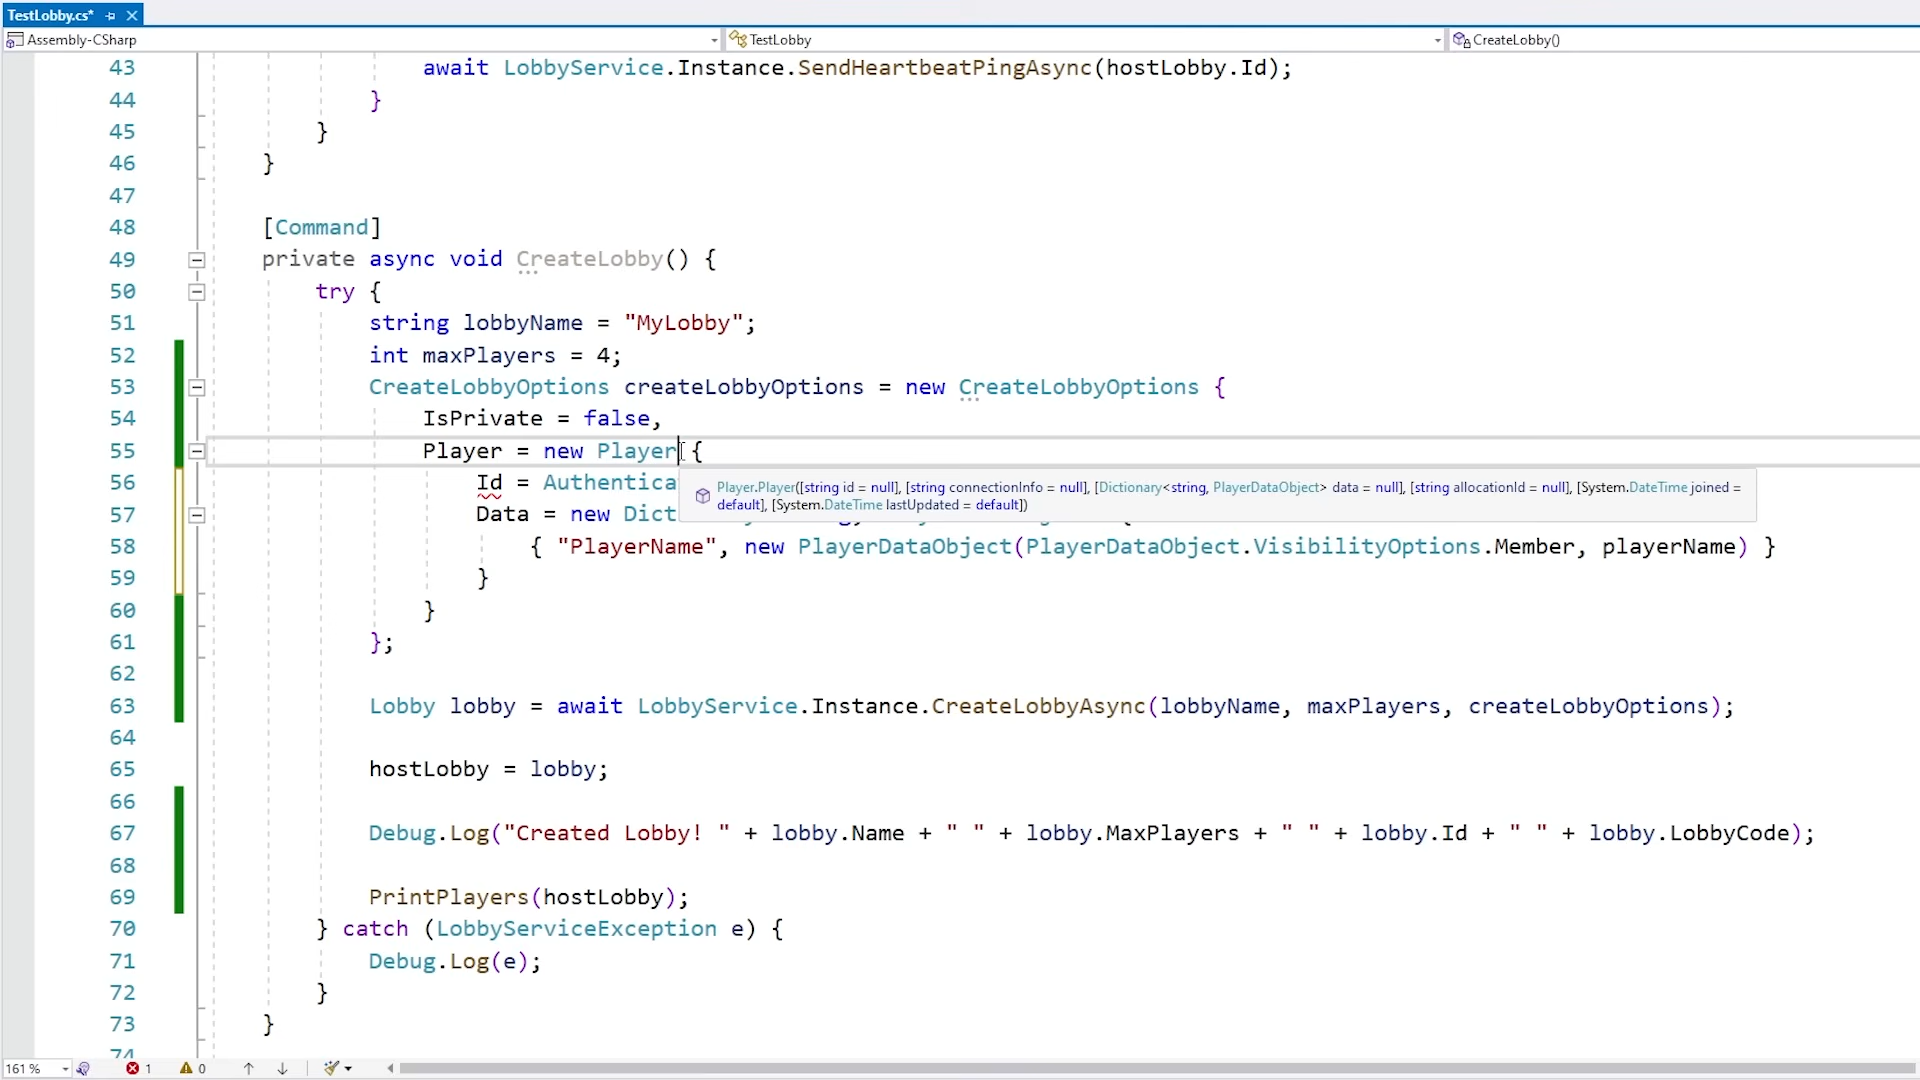 TestLobby.cs*
Assembly-CSharp TestLobby CreateLobby()
43 await LobbyService.Instance.SendHeartbeatPingAsync(hostLobby.Id);
44 }
45 }
46 }
47
48 [Command]
49 private async void CreateLobby() {
50 try {
51 string lobbyName = "MyLobby";
52 int maxPlayers = 4;
53 CreateLobbyOptions createLobbyOptions = new CreateLobbyOptions {
54 IsPrivate = false,
55 Player = new Player {
56 Id = Authentica
Player.Player([string id = null], [string connectionInfo = null], [Dictionary<string, PlayerDataObject> data = null], [string allocationId = null], [System.DateTime joined =
default], [System.DateTime lastUpdated = default])
57 Data = new Dict
58 { "PlayerName", new PlayerDataObject(PlayerDataObject.VisibilityOptions.Member, playerName) }
59 }
60 }
61 };
62
63 Lobby lobby = await LobbyService.Instance.CreateLobbyAsync(lobbyName, maxPlayers, createLobbyOptions);
64
65 hostLobby = lobby;
66
67 Debug.Log("Created Lobby! " + lobby.Name + " " + lobby.MaxPlayers + " " + lobby.Id + " " + lobby.LobbyCode);
68
69 PrintPlayers(hostLobby);
70 } catch (LobbyServiceException e) {
71 Debug.Log(e);
72 }
73 }
74
161 % 1 0